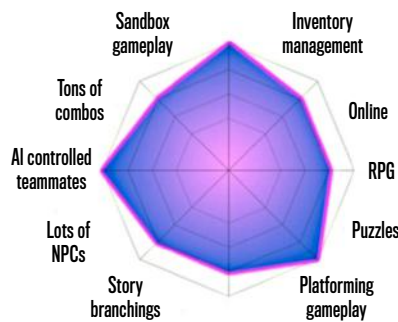 Sandbox
gameplay
Inventory
management
Tons of
combos
Online
AI controlled
teammates
RPG
Lots of
NPCs
Puzzles
Story
branchings
Platforming
gameplay